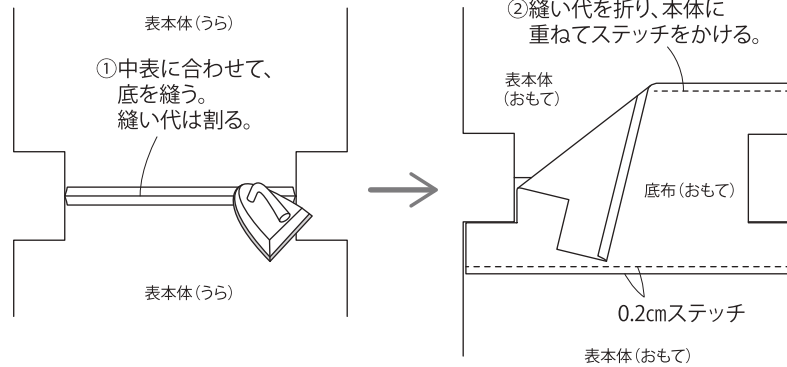 表本体（うら）
①中表に合わせて、
底を縫う。
縫い代は割る。
表本体（うら）
②縫い代を折り、本体に
重ねてステッチをかける。
表本体
（おもて）
底布（おもて）
0.2㎝ステッチ
表本体（おもて）